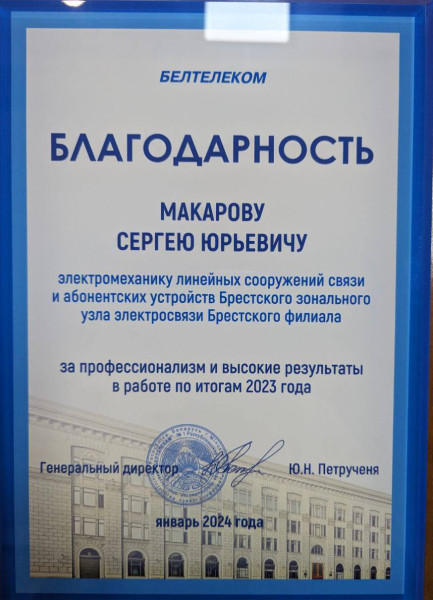 БЕЛТЕЛЕКОМ
БЛАГОДАРНОСТЬ
МАКАРОВУ
СЕРГЕЮ ЮРЬЕВИЧУ
электромеханику линейных сооружений связи
и абонентских устройств Брестского зонального
узла электросвязи Брестского филиала
за профессионализм и высокие результаты
в работе по итогам 2023 года
Генеральный директор
Ю.Н. Петрученя
январь 2024 года